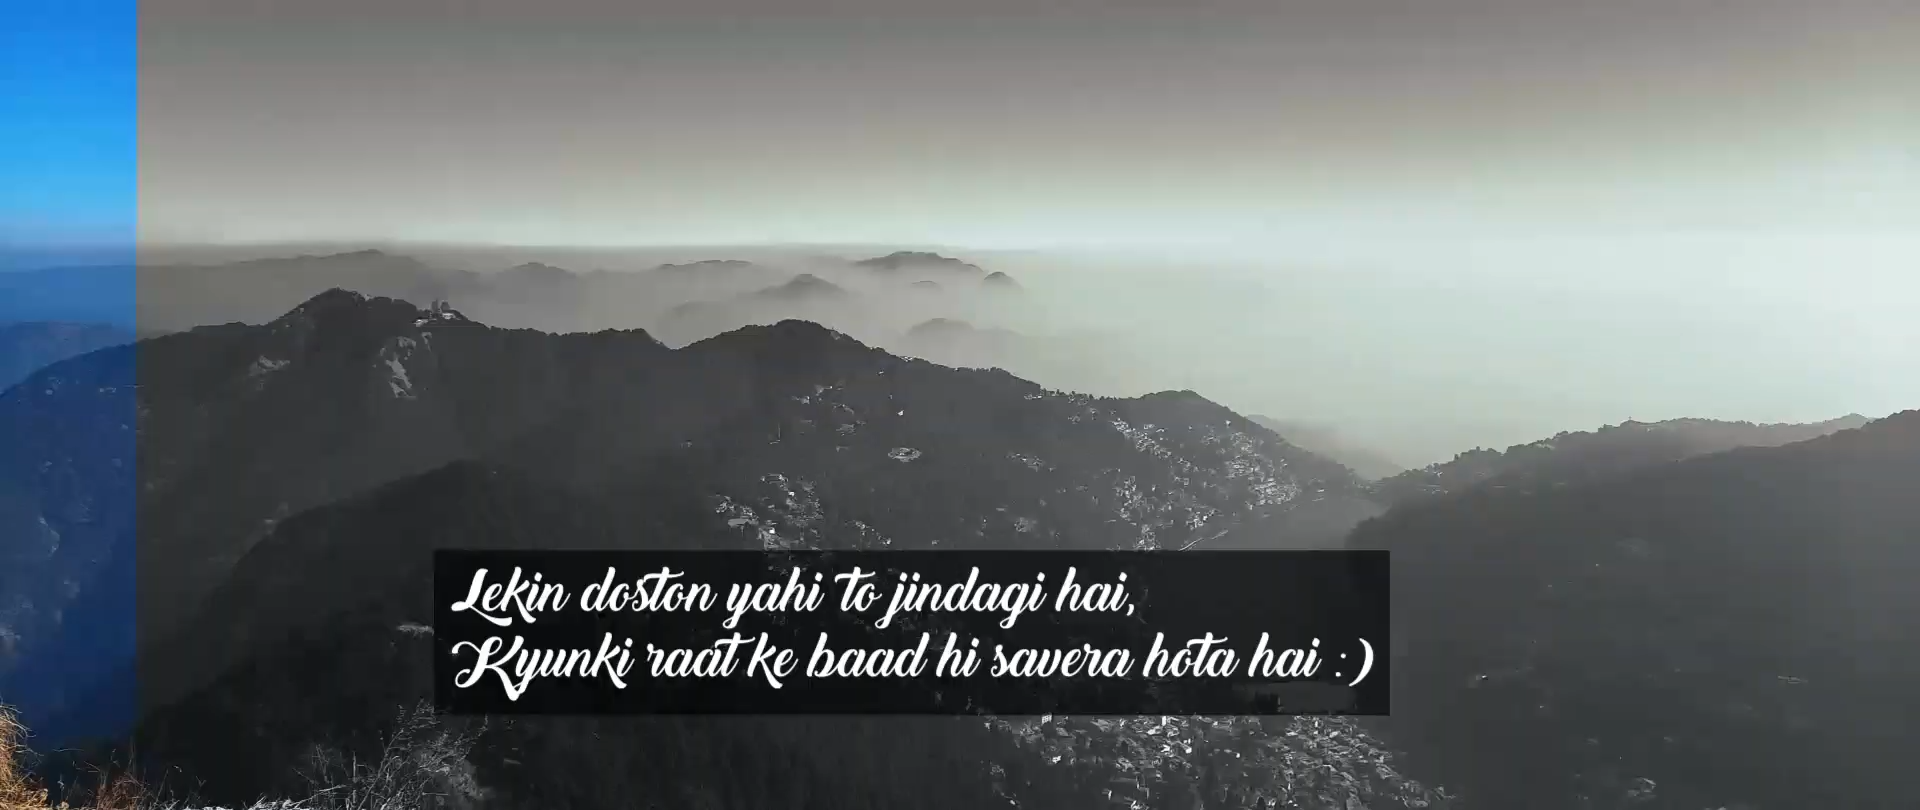 Lekin doston yahi to jindagi hai,
Kyunki raat ke baad hi savera hota hai :)